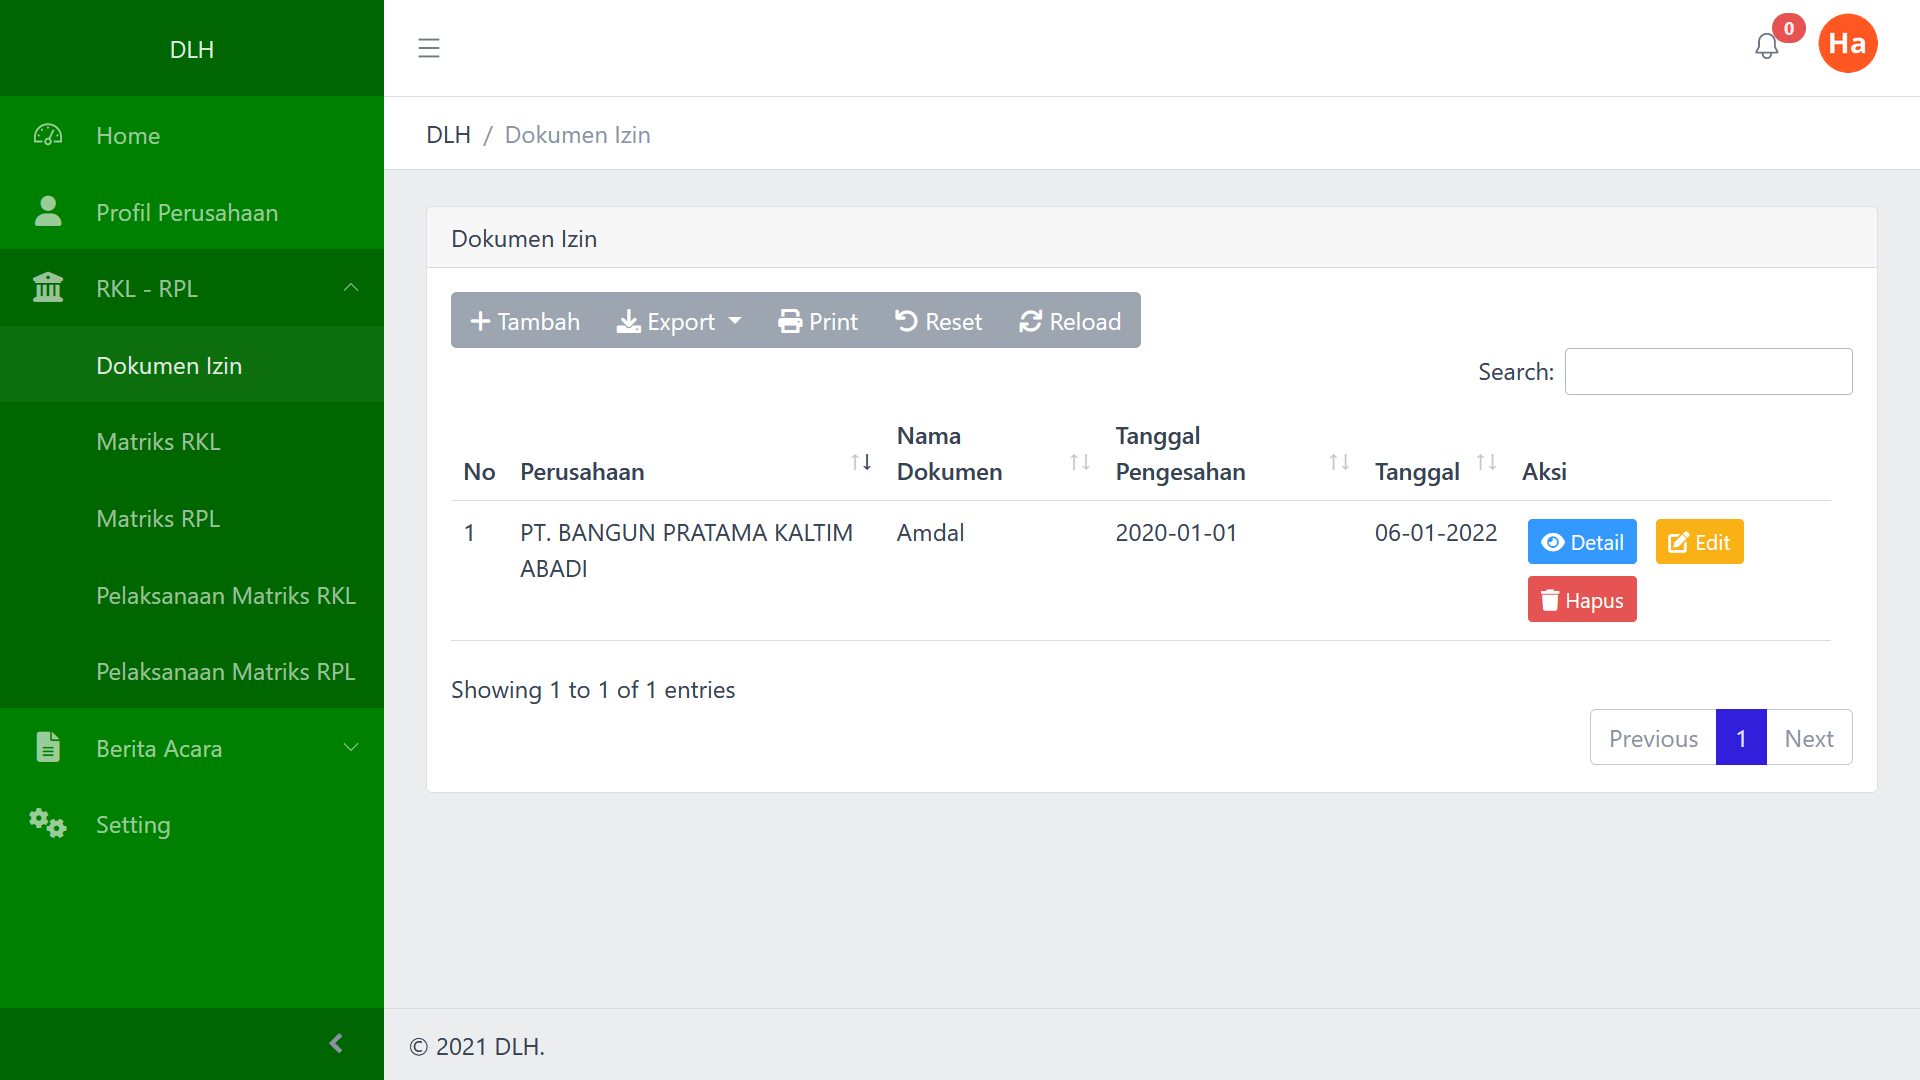 DLH
Home
Profil Perusahaan
RKL - RPL
Dokumen Izin
Matriks RKL
Matriks RPL
Pelaksanaan Matriks RKL
Pelaksanaan Matriks RPL
Berita Acara
Setting
0
Ha
DLH / Dokumen Izin
Dokumen Izin
Tambah Export Print Reset Reload
Search:
No Perusahaan Nama Dokumen Tanggal Pengesahan Tanggal Aksi
1 PT. BANGUN PRATAMA KALTIM ABADI Amdal 2020-01-01 06-01-2022 Detail Edit
Hapus
Showing 1 to 1 of 1 entries
Previous 1 Next
© 2021 DLH.